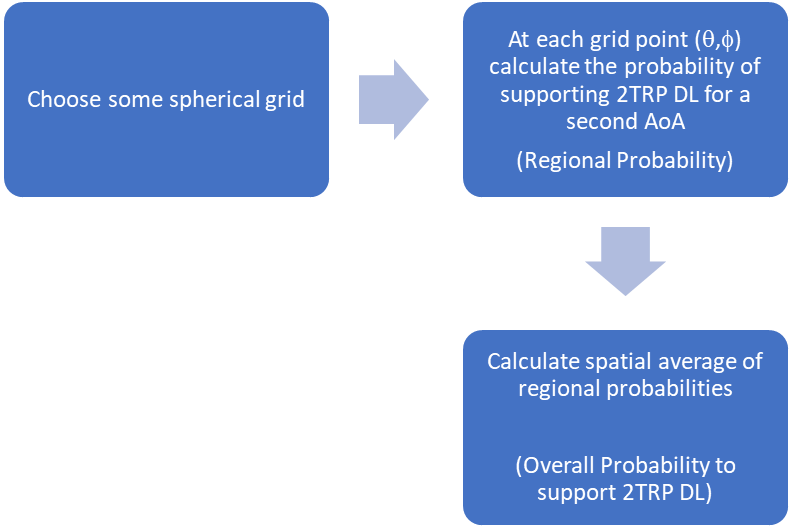 Choose some spherical grid
At each grid point (θ,ϕ)
calculate the probability of
supporting 2TRP DL for a
second AoA
(Regional Probability)
Calculate spatial average of
regional probabilities
(Overall Probability to
support 2TRP DL)